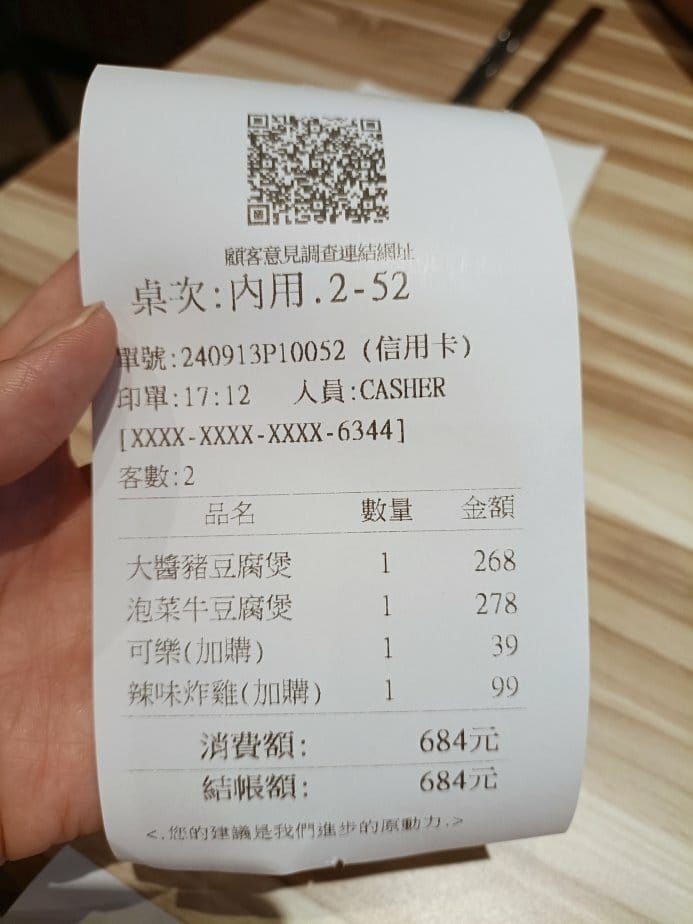 顧客意見調查連結網址
桌次:內用.2-52
單號:240913P10052 (信用卡)
印單:17:12 人員:CASHER
[XXXX-XXXX-XXXX-6344]
客數:2
品名 數量 金額
大醬豬豆腐煲 1 268
泡菜牛豆腐煲 1 278
可樂(加購) 1 39
辣味炸雞(加購) 1 99
消費額: 684元
結帳額: 684元
<.您的建議是我們進步的原動力.>